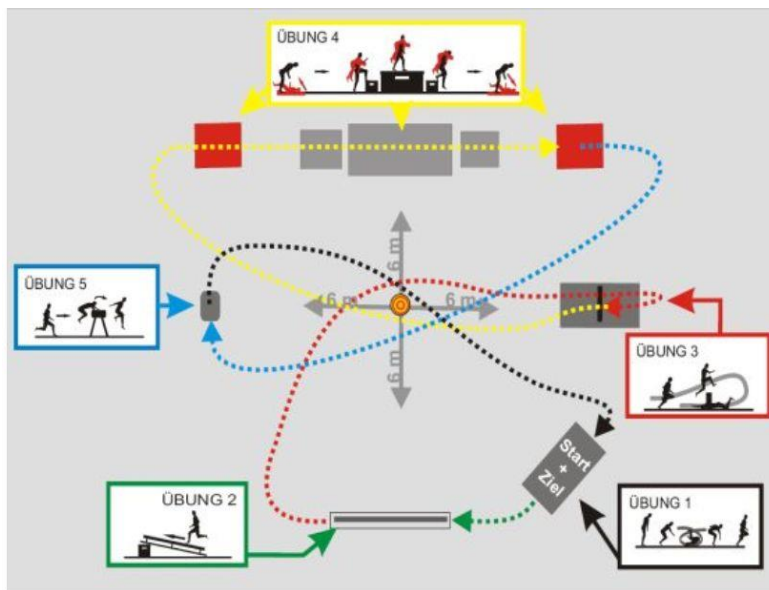 ÜBUNG 4
6 m
6 m
6 m
6 m
ÜBUNG 5
ÜBUNG 3
Start
+
Ziel
ÜBUNG 2
ÜBUNG 1